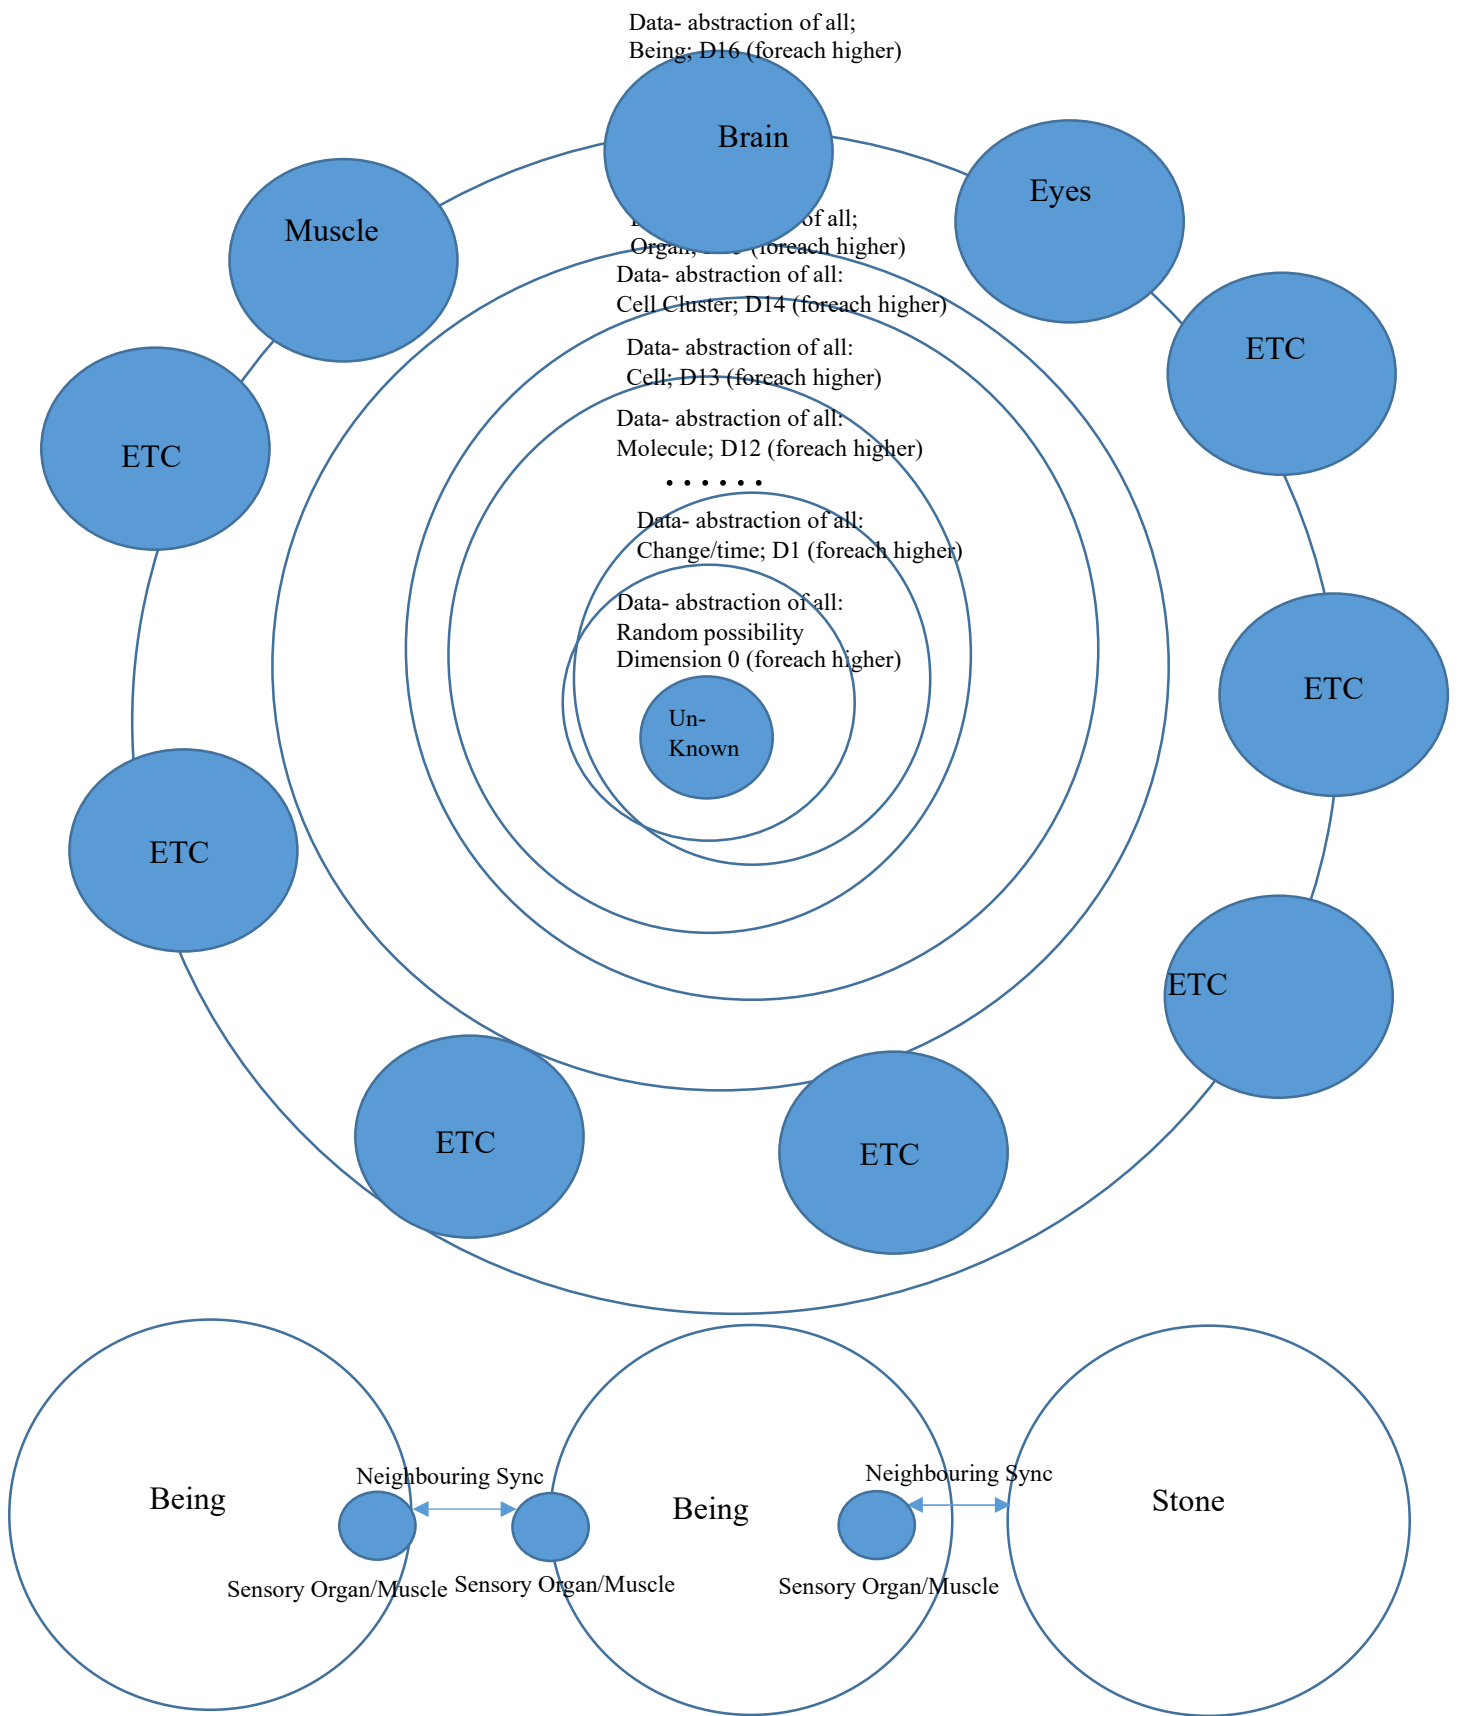 Data- abstraction of all;
Being; D16 (foreach higher)
Brain
Eyes
Muscle
of all;
Organ; (foreach higher)
Data- abstraction of all:
Cell Cluster; D14 (foreach higher)
ETC
Data- abstraction of all:
Cell; D13 (foreach higher)
Data- abstraction of all:
Molecule; D12 (foreach higher)
ETC
......
Data- abstraction of all:
Change/time; D1 (foreach higher)
Data- abstraction of all:
Random possibility
Dimension 0 (foreach higher)
ETC
Un-
Known
ETC
ETC
ETC
ETC
Neighbouring Sync
Neighbouring Sync
Being
Being
Stone
Sensory Organ/Muscle
Sensory Organ/Muscle
Sensory Organ/Muscle